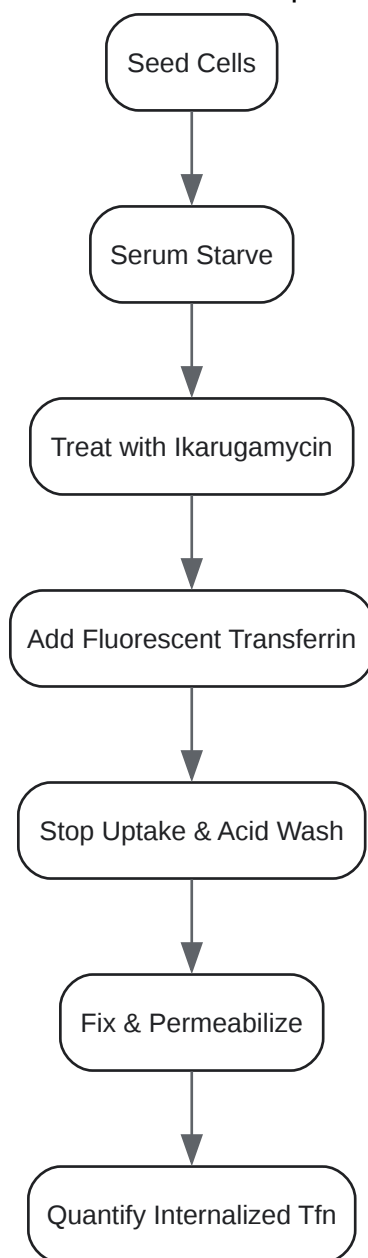 Seed Cells
Serum Starve
Treat with Ikarugamycin
Add Fluorescent Transferrin
Stop Uptake & Acid Wash
Fix & Permeabilize
Quantify Internalized Tfn